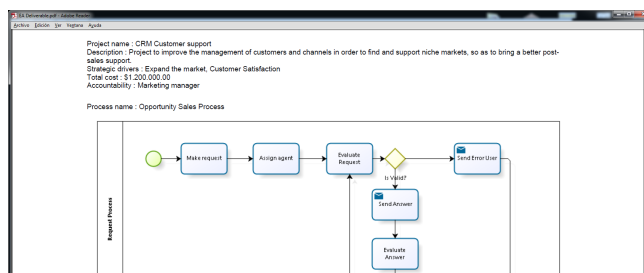 EA Deliverable.pdf - Adobe Reader
Archivo Edición Ver Ventana Ayuda
Project name : CRM Customer support
Description : Project to improve the management of customers and channels in order to find and support niche markets, so as to bring a better post-
sales support.
Strategic drivers : Expand the market, Customer Satisfaction
Total cost : $1.200.000.00
Accountability : Marketing manager
Process name : Opportunity Sales Process
Request Process
Make request
Assign agent
Evaluate
Request
Is Valid?
Send Error User
Send Answer
Evaluate
Answer